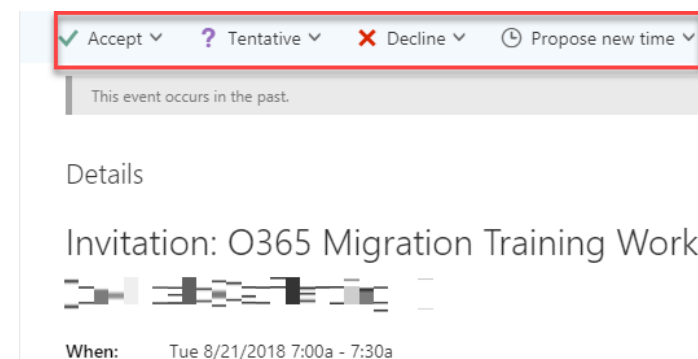 Accept ? Tentative Decline Propose new time
This event occurs in the past.
Details
Invitation: O365 Migration Training Work
When: Tue 8/21/2018 7:00a - 7:30a